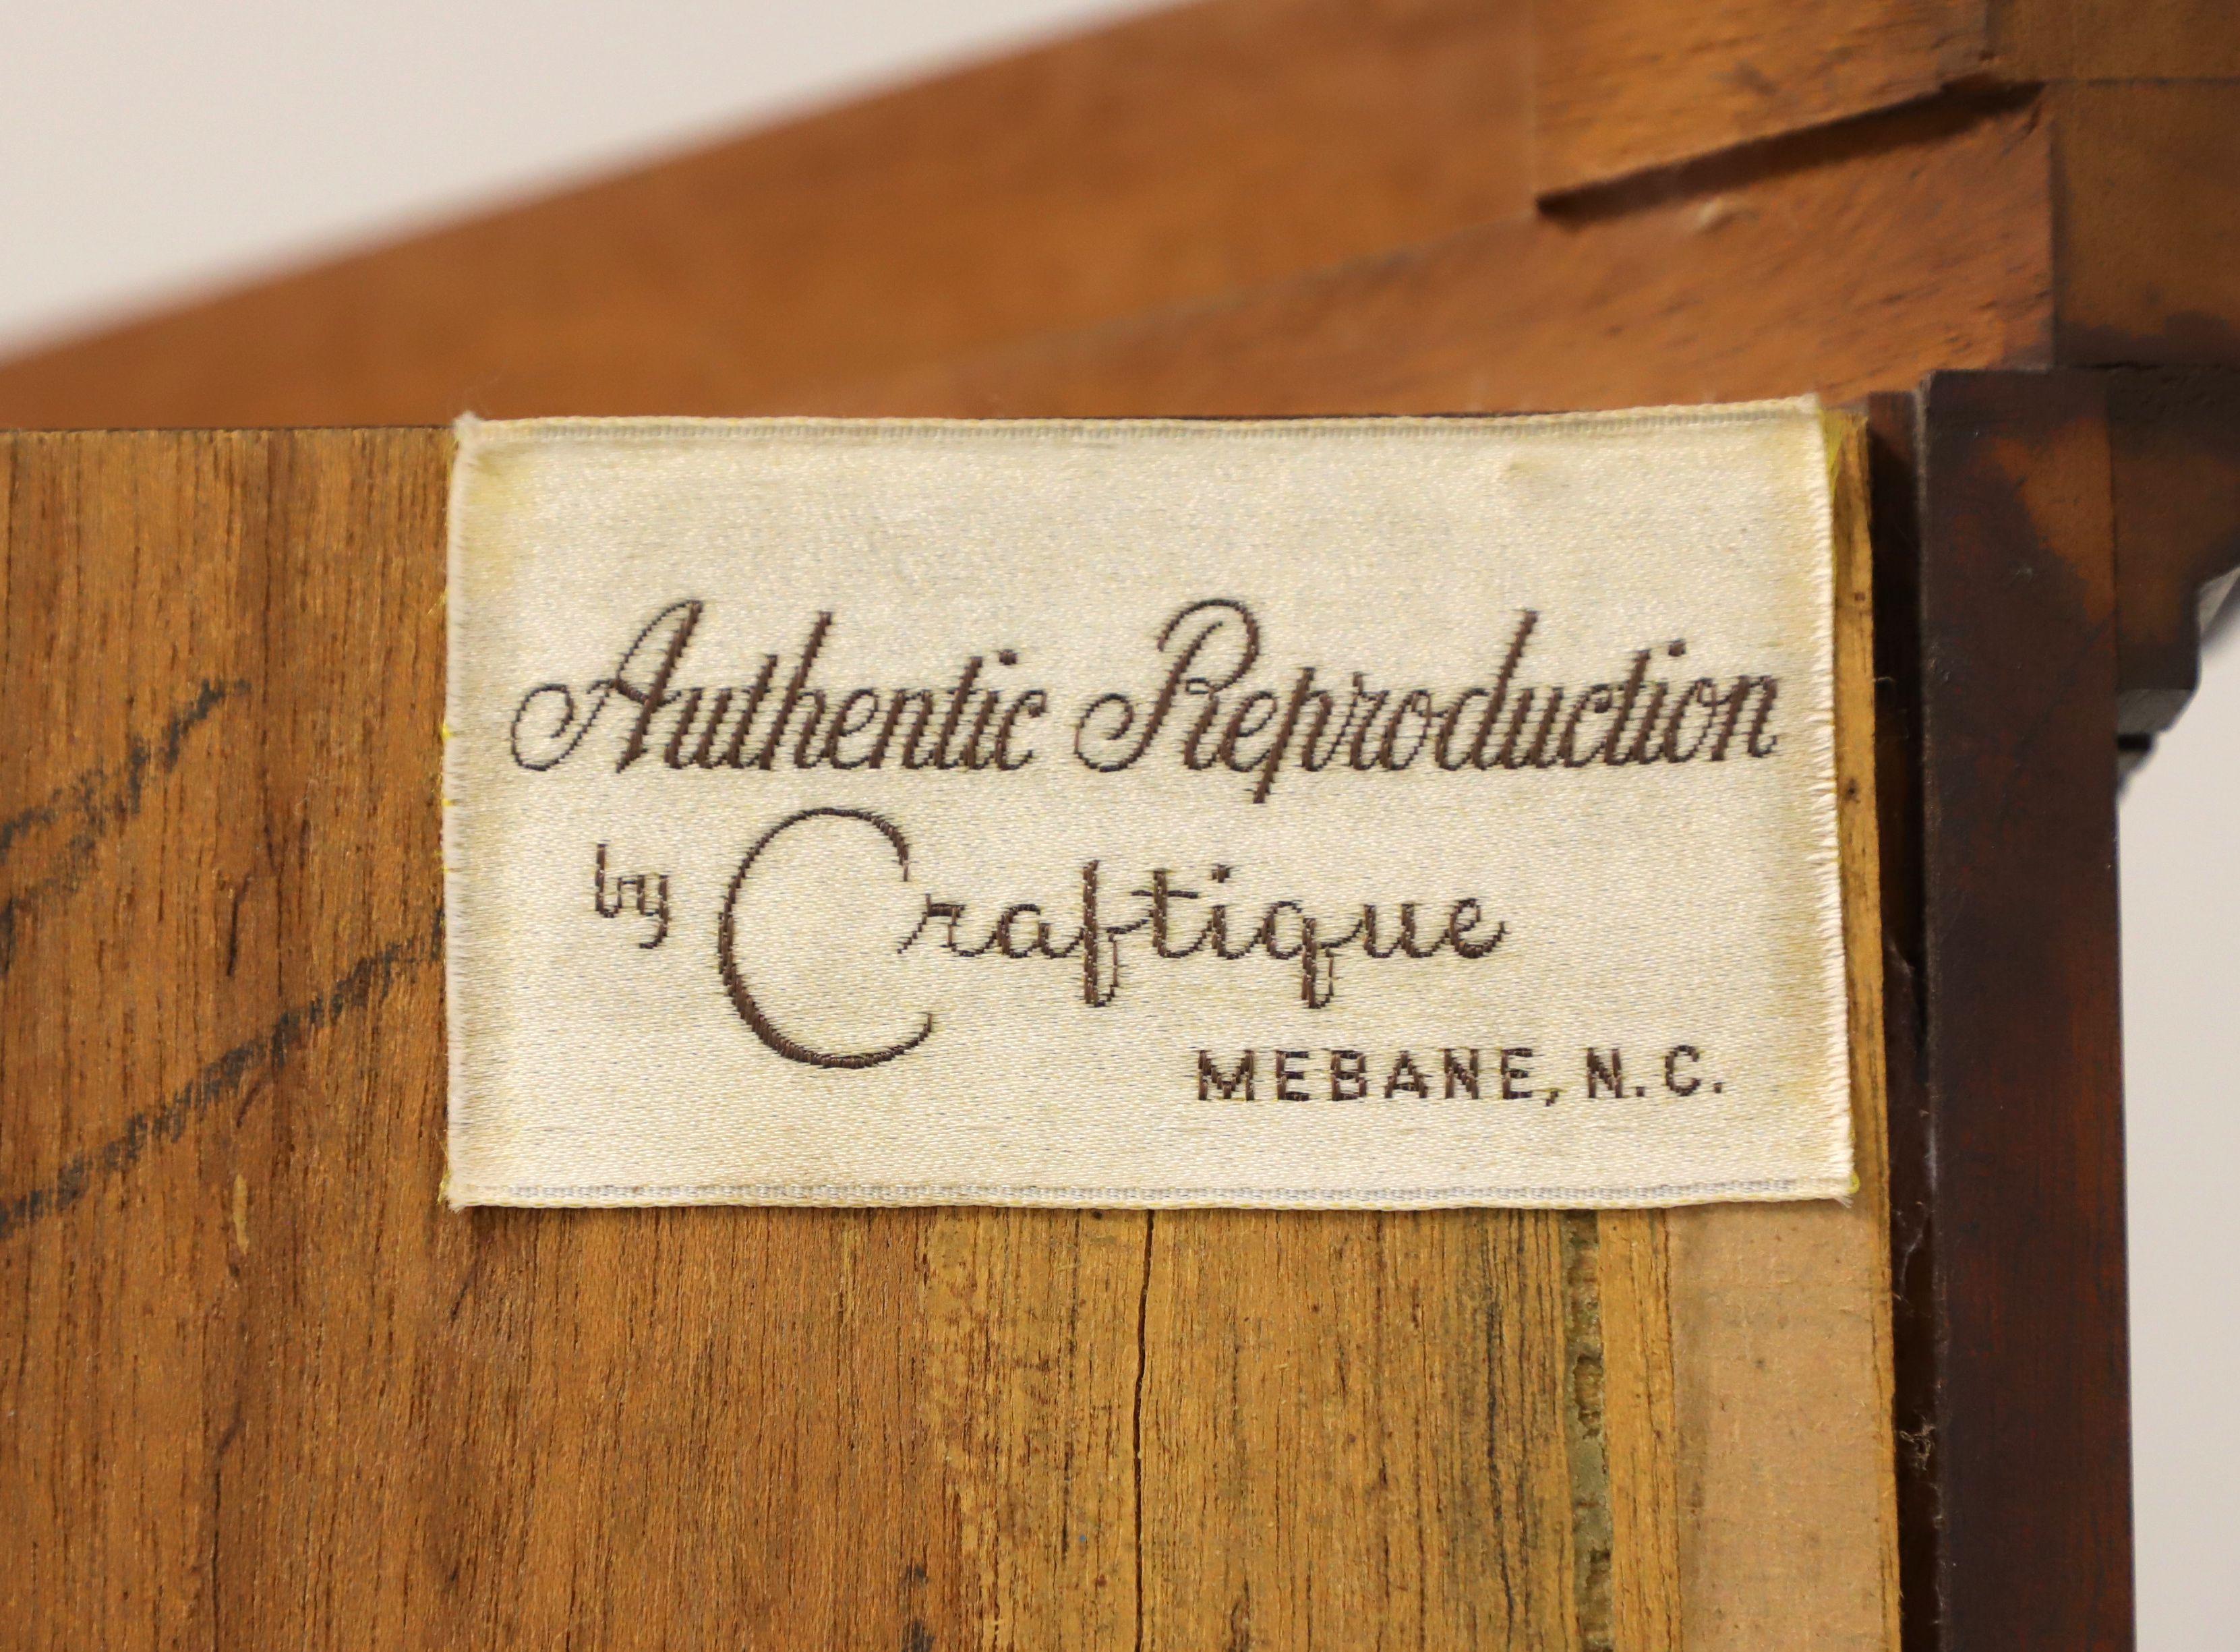 Authentic Reproduction
by Craftique
MEBANE, N.C.